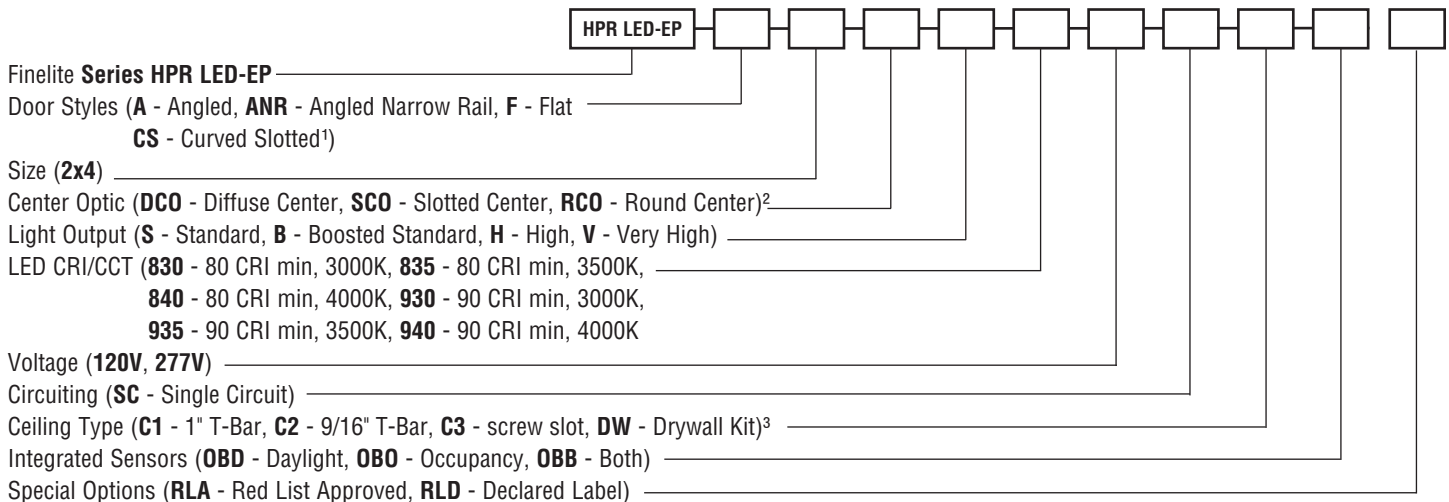 HPR LED-EP
Finelite Series HPR LED-EP
Door Styles (A - Angled, ANR - Angled Narrow Rail, F - Flat
CS - Curved Slotted¹)
Size (2x4)
Center Optic (DCO - Diffuse Center, SCO - Slotted Center, RCO - Round Center)²
Light Output (S - Standard, B - Boosted Standard, H - High, V - Very High)
LED CRI/CCT (830 - 80 CRI min, 3000K, 835 - 80 CRI min, 3500K,
840 - 80 CRI min, 4000K, 930 - 90 CRI min, 3000K,
935 - 90 CRI min, 3500K, 940 - 90 CRI min, 4000K
Voltage (120V, 277V)
Circuiting (SC - Single Circuit)
Ceiling Type (C1 - 1" T-Bar, C2 - 9/16" T-Bar, C3 - screw slot, DW - Drywall Kit)³
Integrated Sensors (OBD - Daylight, OBO - Occupancy, OBB - Both)
Special Options (RLA - Red List Approved, RLD - Declared Label)